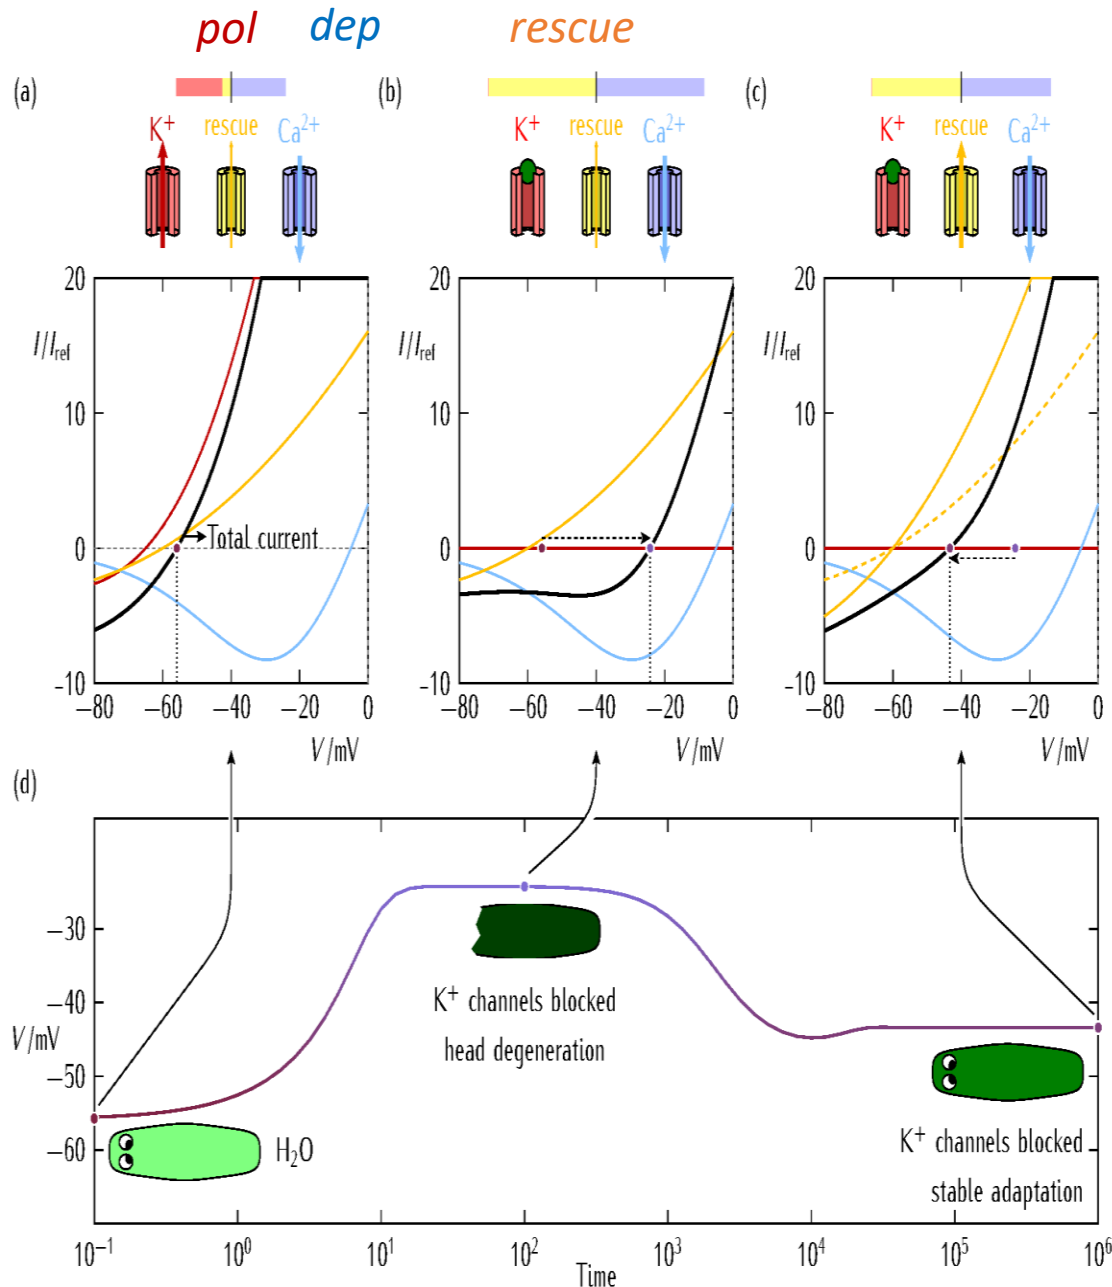 pol dep rescue
(a) (b) (c)
K⁺ rescue Ca²⁺ K⁺ rescue Ca²⁺ K⁺ rescue Ca²⁺
20 20 20
I/I_ref I/I_ref I/I_ref
10 10 10
0 Total current 0 0
−10 −10 −10
−80 −60 −40 −20 0 −80 −60 −40 −20 0 −80 −60 −40 −20 0
V/mV V/mV V/mV
(d)
−30
K⁺ channels blocked
head degeneration
−40
V/mV
−50
−60
H₂O
K⁺ channels blocked
stable adaptation
10⁻¹ 10⁰ 10¹ 10² 10³ 10⁴ 10⁵ 10⁶
Time